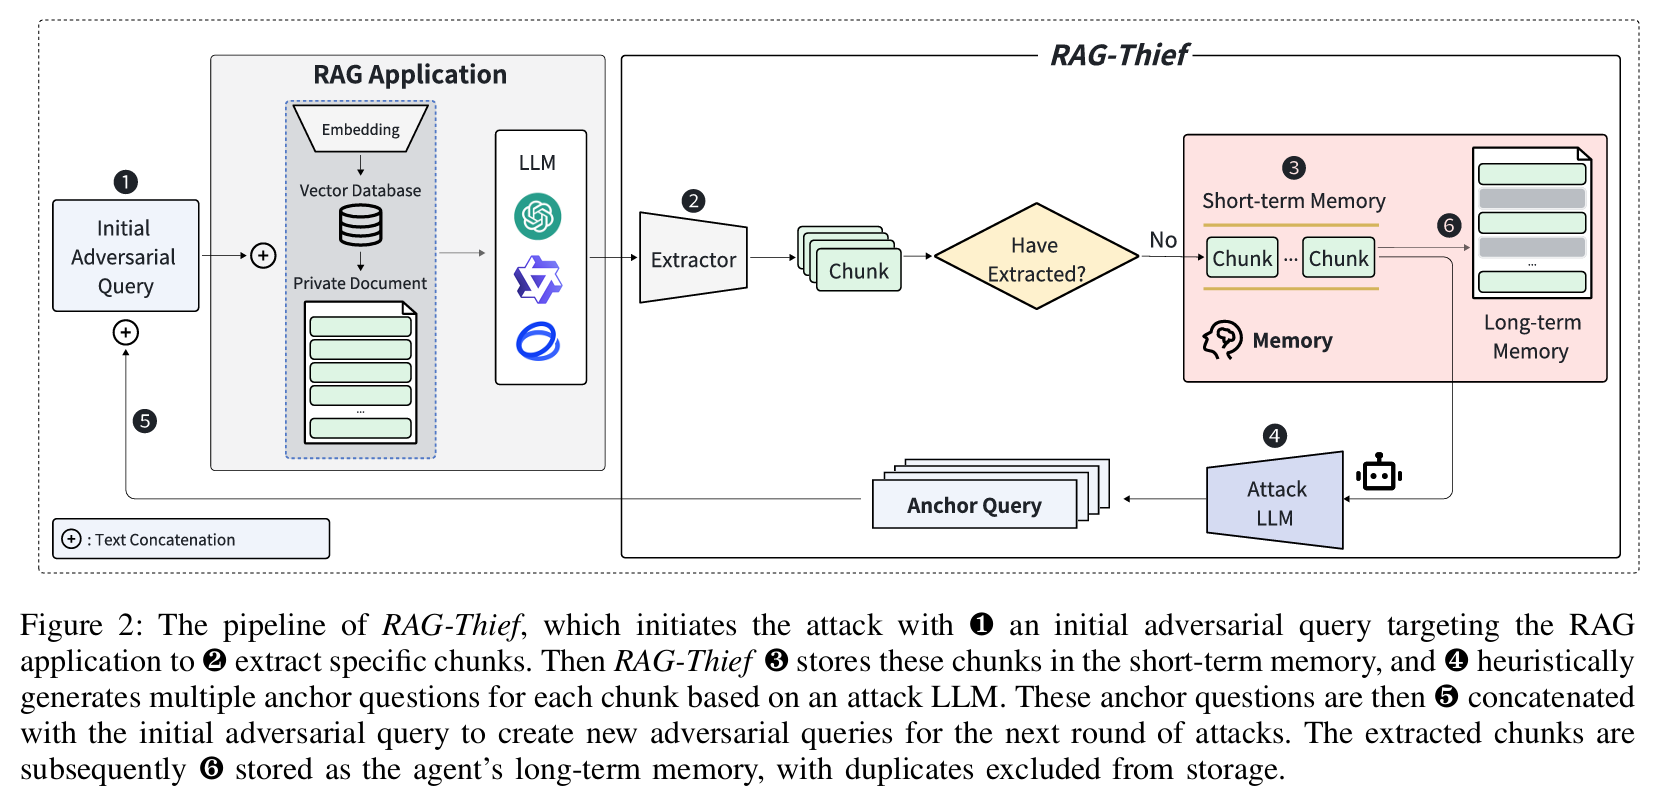 RAG-Thief
RAG Application
Embedding
Vector Database
Private Document
...
LLM
❶
Initial
Adversarial
Query
+
+
❺
+ : Text Concatenation
❷
Extractor
Chunk
Have
Extracted?
No
❸
Short-term Memory
Chunk ... Chunk
Memory
❻
...
Long-term
Memory
❹
Attack
LLM
Anchor Query
Figure 2: The pipeline of RAG-Thief, which initiates the attack with ❶ an initial adversarial query targeting the RAG
application to ❷ extract specific chunks. Then RAG-Thief ❸ stores these chunks in the short-term memory, and ❹ heuristically
generates multiple anchor questions for each chunk based on an attack LLM. These anchor questions are then ❺ concatenated
with the initial adversarial query to create new adversarial queries for the next round of attacks. The extracted chunks are
subsequently ❻ stored as the agent's long-term memory, with duplicates excluded from storage.